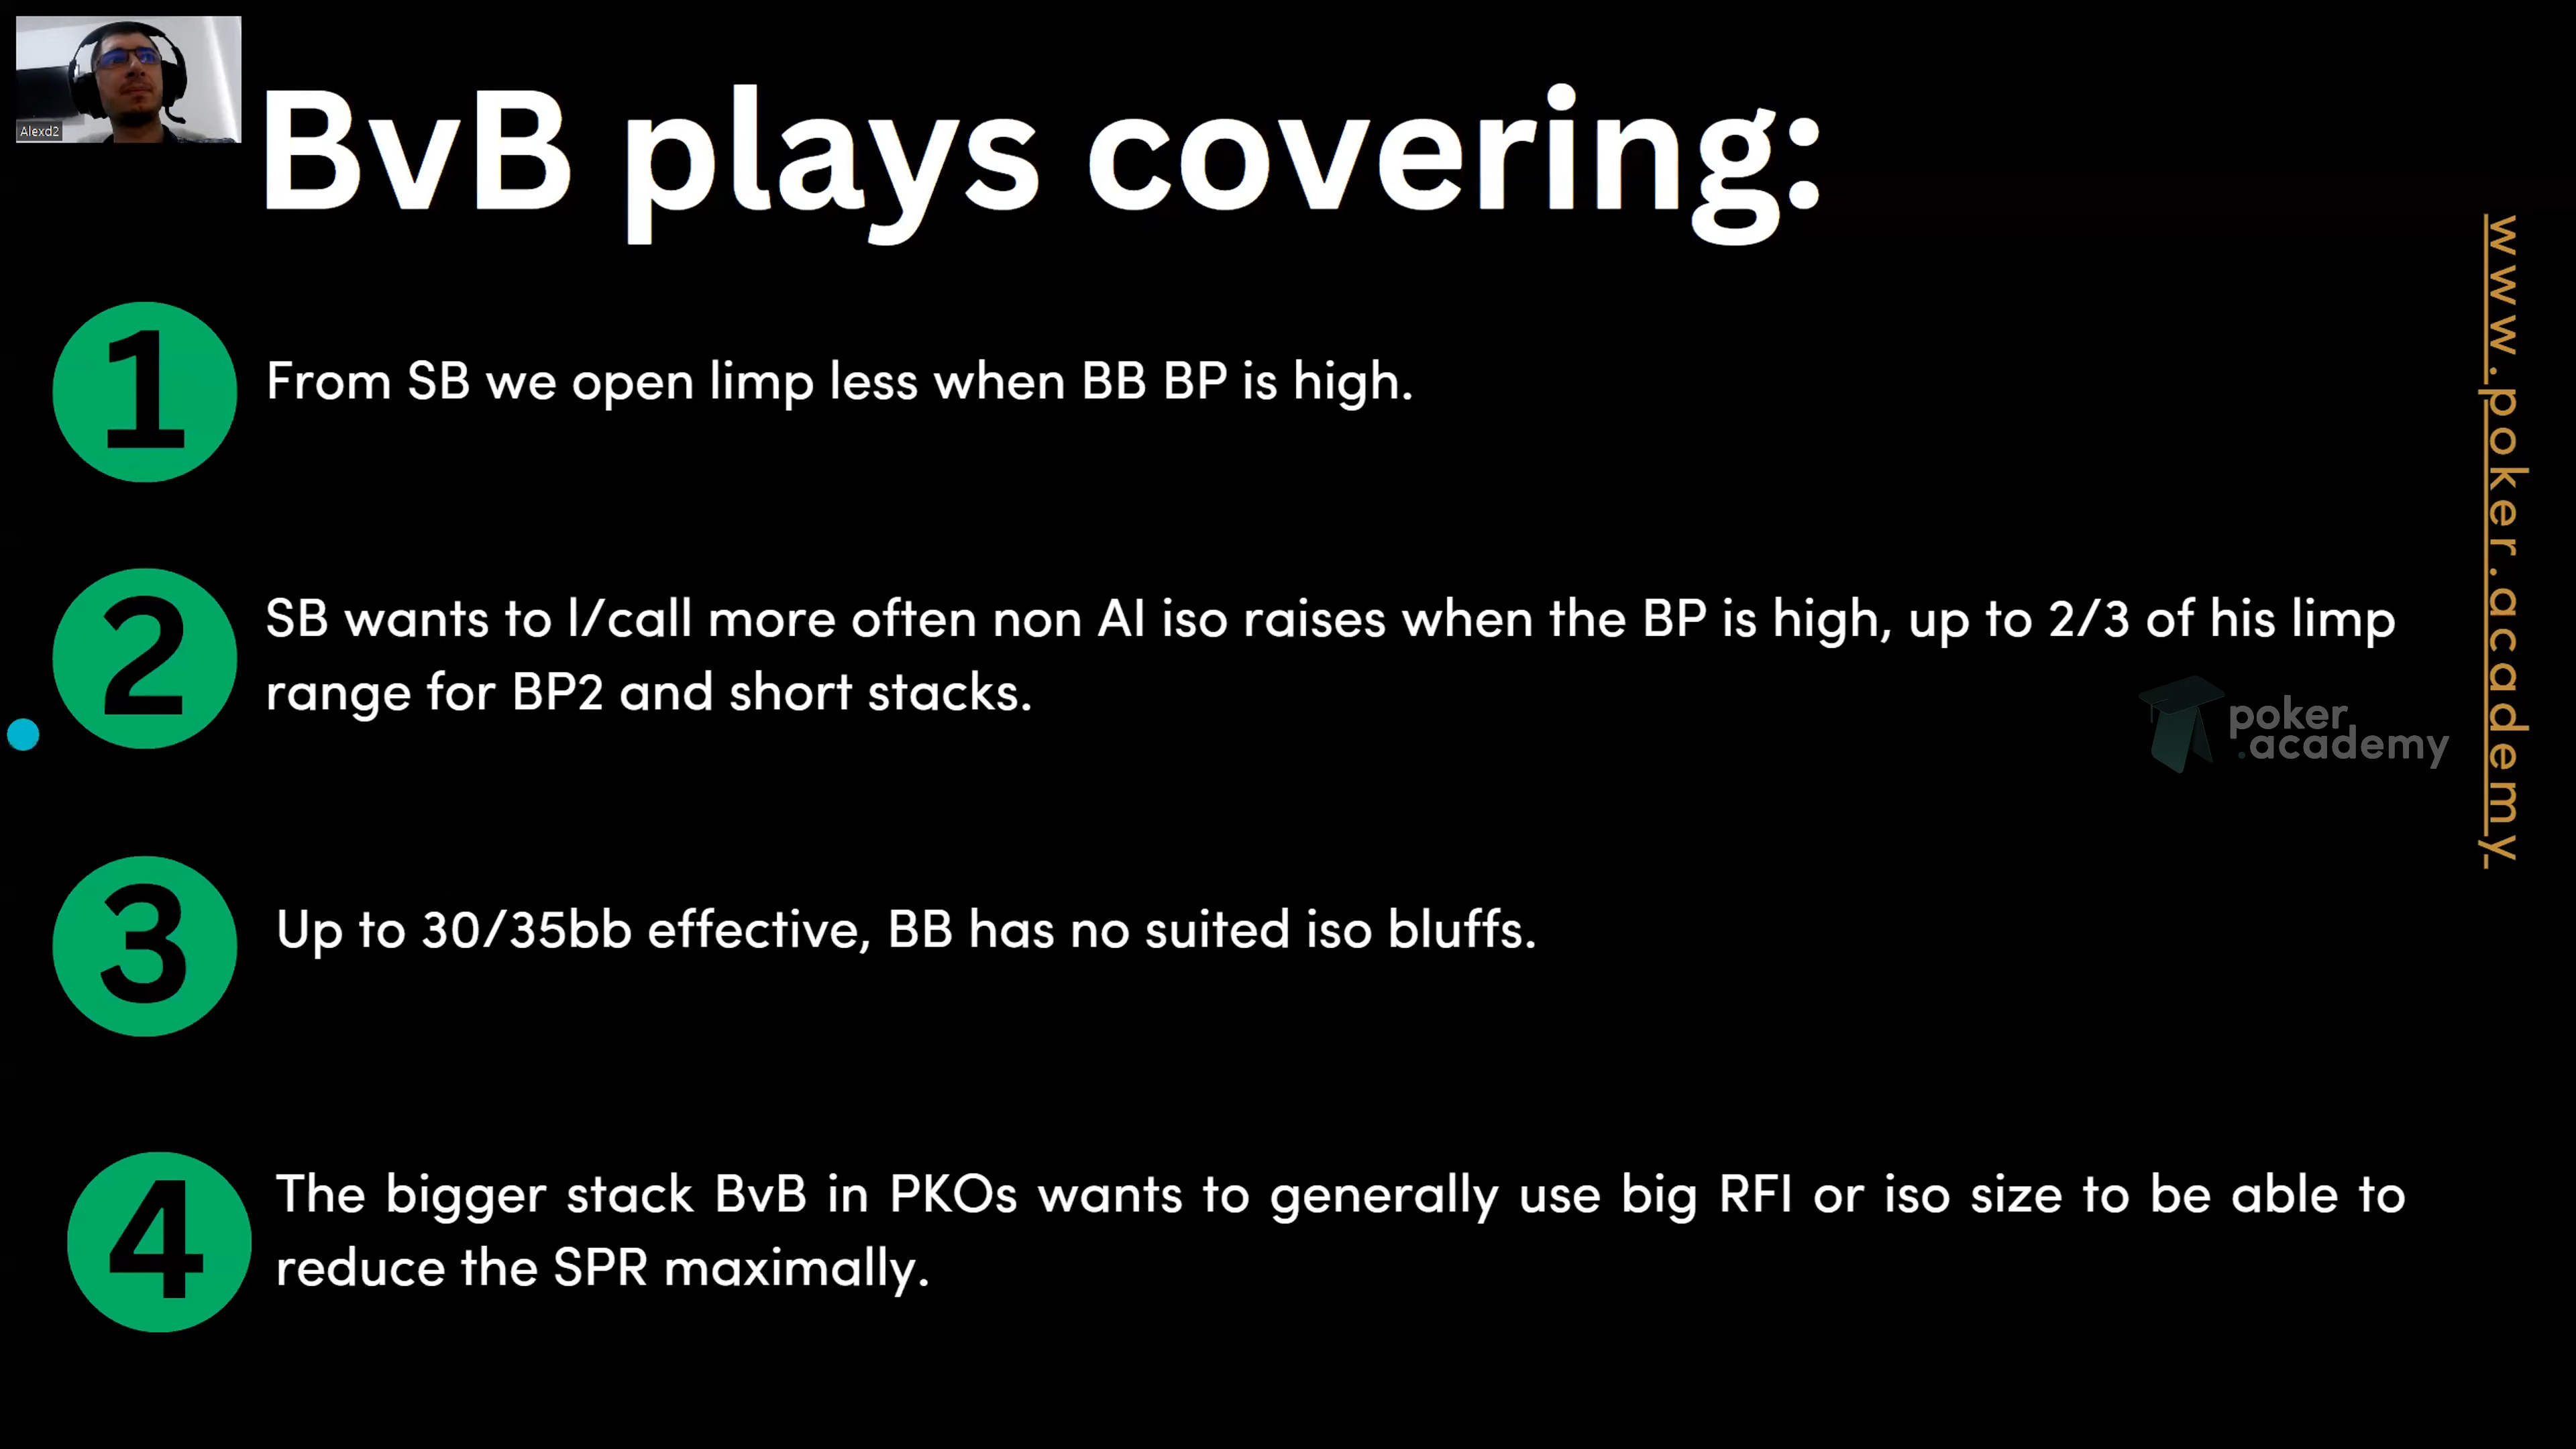 Alexd2
BvB plays covering:
1
From SB we open limp less when BB BP is high.
2
SB wants to l/call more often non AI iso raises when the BP is high, up to 2/3 of his limp
range for BP2 and short stacks.
3
Up to 30/35bb effective, BB has no suited iso bluffs.
4
The bigger stack BvB in PKOs wants to generally use big RFI or iso size to be able to
reduce the SPR maximally.
poker
.academy
www.poker.academy